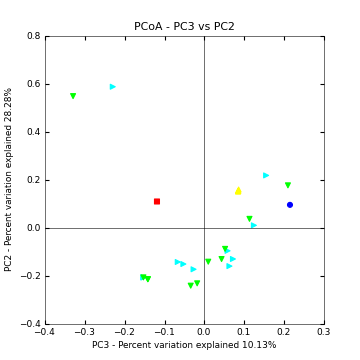 PCoA - PC3 vs PC2
0.8
0.6
0.4
0.2
0.0
−0.2
−0.4
PC2 - Percent variation explained 28.28%
−0.4 −0.3 −0.2 −0.1 0.0 0.1 0.2 0.3
PC3 - Percent variation explained 10.13%